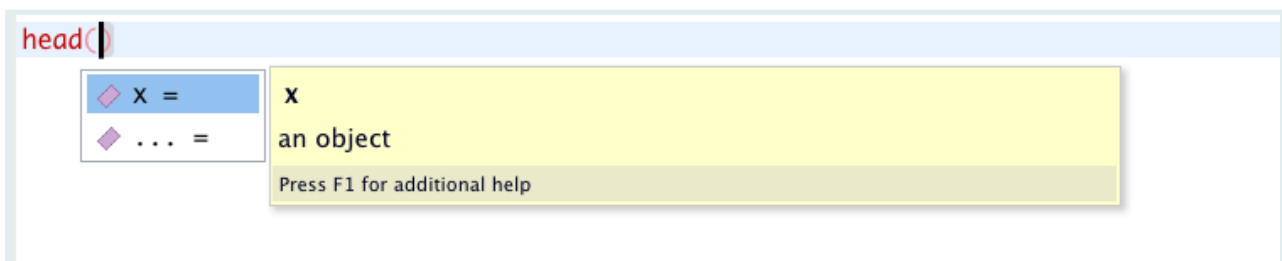 head()
x =
... =
x
an object
Press F1 for additional help